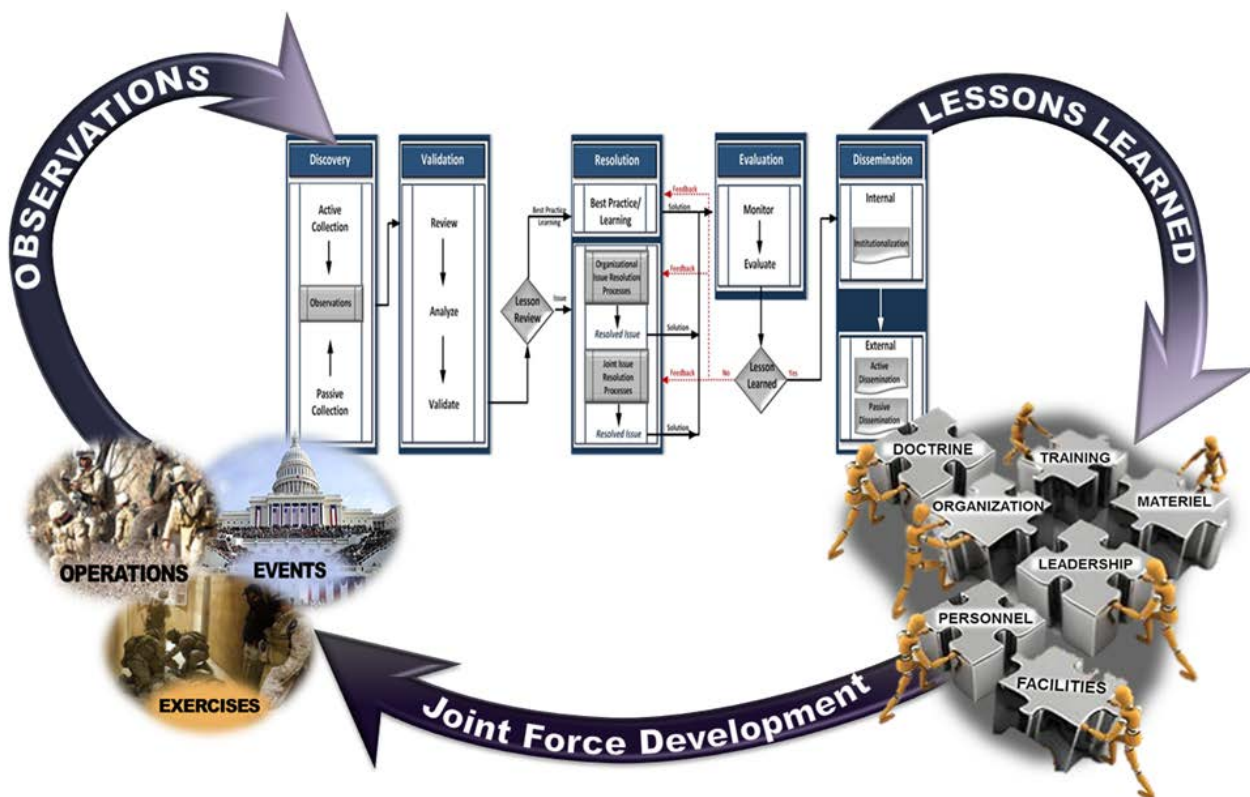 OBSERVATIONS
LESSONS LEARNED
Discovery
Active
Collection
Observations
Passive
Collection
Validation
Review
Analyze
Validate
Best Practice
Learning
Lesson
Review
Issue
Resolution
Best Practice/
Learning
Organizational
Issue Resolution
Processes
Resolved Issue
Joint Issue
Resolution
Processes
Resolved Issue
Feedback
Solution
Feedback
Solution
Feedback
Solution
Evaluation
Monitor
Evaluate
No
Lesson
Learned
Yes
Dissemination
Internal
Institutionalization
External
Active
Dissemination
Passive
Dissemination
OPERATIONS
EVENTS
EXERCISES
DOCTRINE
TRAINING
ORGANIZATION
MATERIEL
LEADERSHIP
PERSONNEL
FACILITIES
Joint Force Development